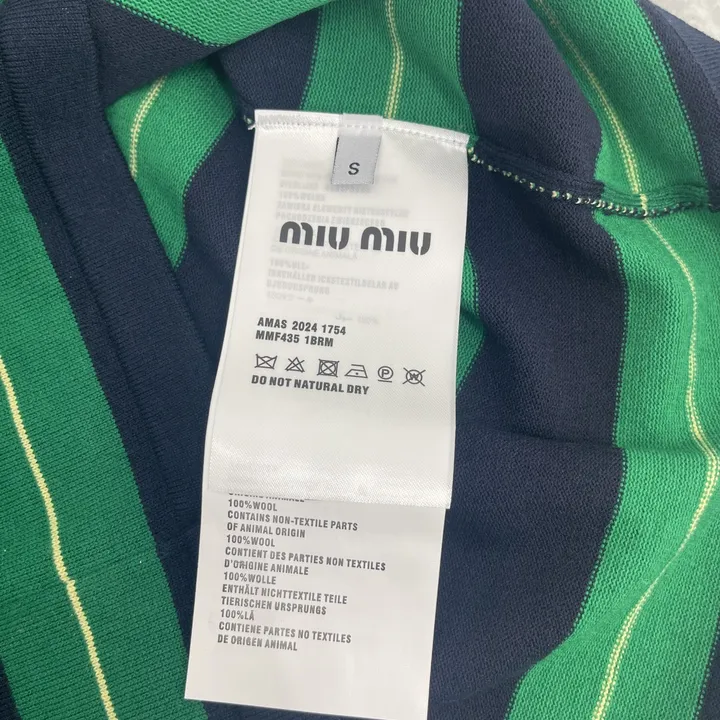 S
miu miu
AMAS 2024 1754
MMF435 1BRM
DO NOT NATURAL DRY
100%WOOL
CONTAINS NON-TEXTILE PARTS
OF ANIMAL ORIGIN
100%WOOL
CONTIENT DES PARTIES NON TEXTILES
D'ORIGINE ANIMALE
100%WOLLE
ENTHÄLT NICHTTEXTILE TEILE
TIERISCHEN URSPRUNGS
100%LÃ
CONTIENE PARTES NO TEXTILES
DE ORIGEN ANIMAL